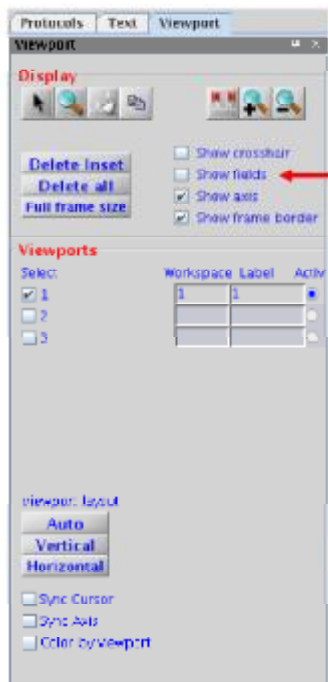 Protocols Text Viewport
Viewport
Display
Delete Inset
Delete all
Full frame size
Show crosshair
Show fields
Show axis
Show frame border
Viewports
Select Workspace Label Activ
1 1 1
2
3
viewport layout
Auto
Vertical
Horizontal
Sync Cursor
Sync Axis
Color by viewport